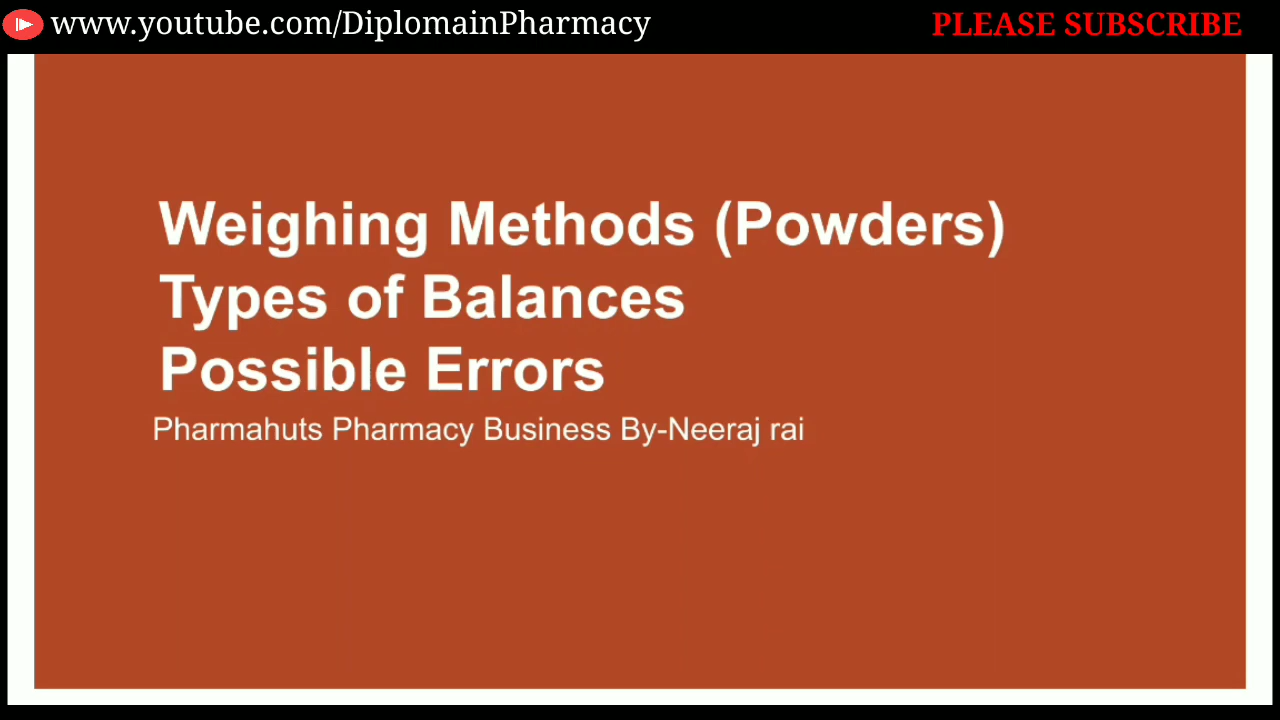 www.youtube.com/DiplomainPharmacy PLEASE SUBSCRIBE
Weighing Methods (Powders)
Types of Balances
Possible Errors
Pharmahuts Pharmacy Business By-Neeraj rai